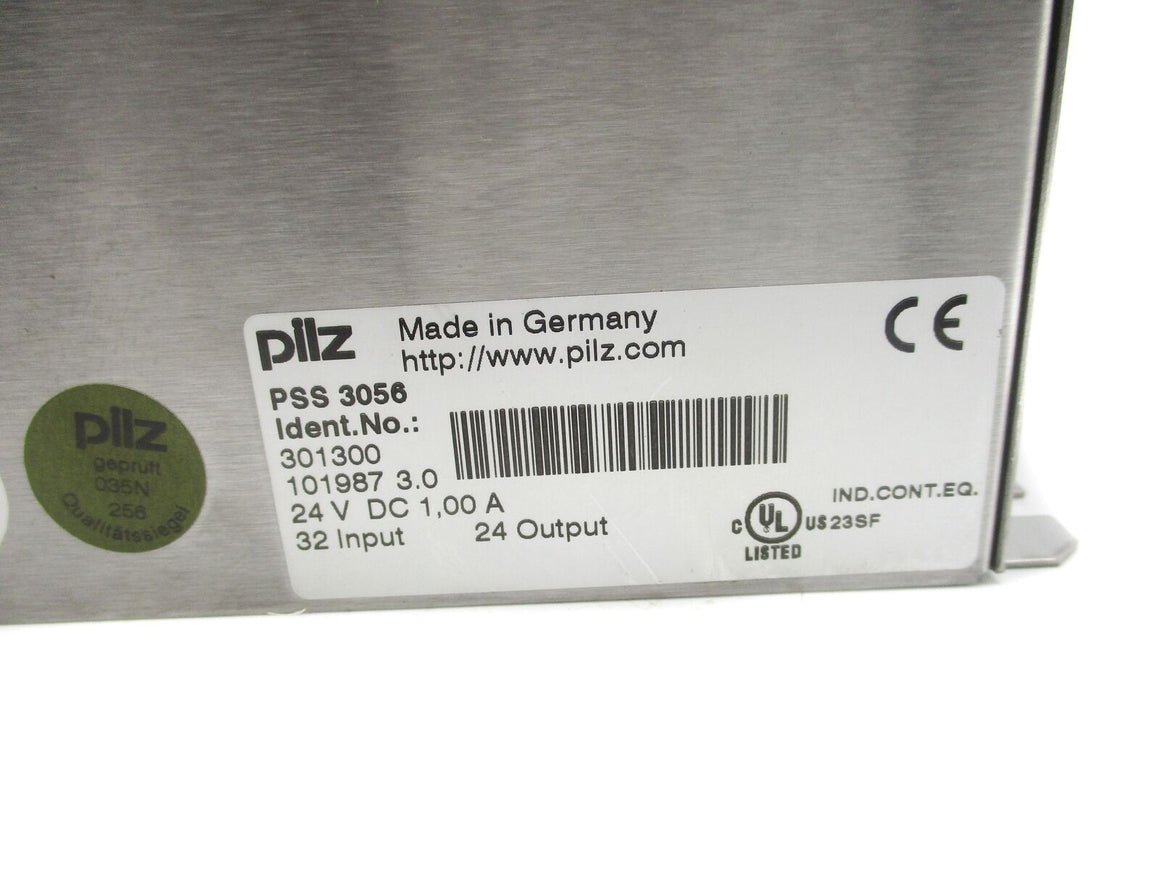 pilz
Made in Germany
http://www.pilz.com
CE
PSS 3056
Ident.No.:
301300
101987 3.0
24 V DC 1,00 A
32 Input 24 Output
C UL US
LISTED
IND.CONT.EQ.
23SF
pilz
geprüft
035N
256
Qualitätssiegel